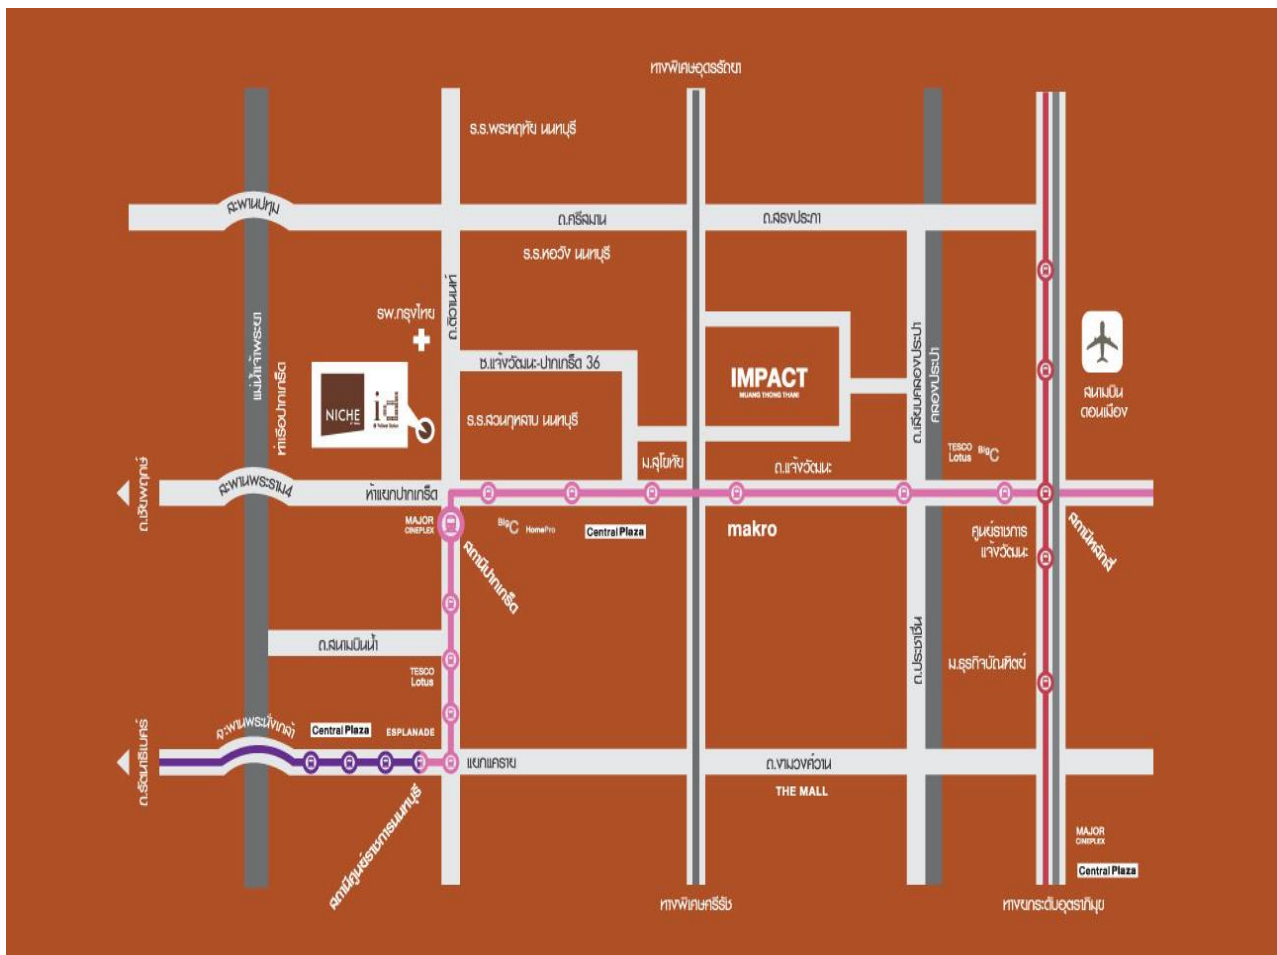 ทางพิเศษอุดรรัถยา
ร.ร.พระหฤทัย นนทบุรี
สะพานปทุม
ถ.ศรีสมาน
ถ.สรงประภา
ร.ร.หอวัง นนทบุรี
ถ.ติวานนท์
รพ.กรุงไทย
แม่น้ำเจ้าพระยา
ท่าเรือปากเกร็ด
ซ.แจ้งวัฒนะ-ปากเกร็ด 36
IMPACT
MUANG THONG THANI
ถ.เลียบคลองประปา
คลองประปา
สนามบิน
ดอนเมือง
NICHE
id
ร.ร.สวนกุหลาบ นนทบุรี
ม.สุโขทัย
ถ.แจ้งวัฒนะ
TESCO
Lotus
BigC
ถ.ชัยพฤกษ์
สะพานพระราม4
ห้าแยกปากเกร็ด
MAJOR
CINEPLEX
BigC
HomePro
Central Plaza
makro
ศูนย์ราชการ
แจ้งวัฒนะ
สถานีหลักสี่
สถานีปากเกร็ด
ถ.สนามบินน้ำ
TESCO
Lotus
ถ.ประชาชื่น
ม.ธุรกิจบัณฑิตย์
ถ.รัตนาธิเบศร์
สะพานพระนั่งเกล้า
Central Plaza
ESPLANADE
แยกแคราย
ถ.งามวงศ์วาน
THE MALL
สถานีศูนย์ราชการนนทบุรี
MAJOR
CINEPLEX
Central Plaza
ทางพิเศษศรีรัช
ทางยกระดับอุตราภิมุข